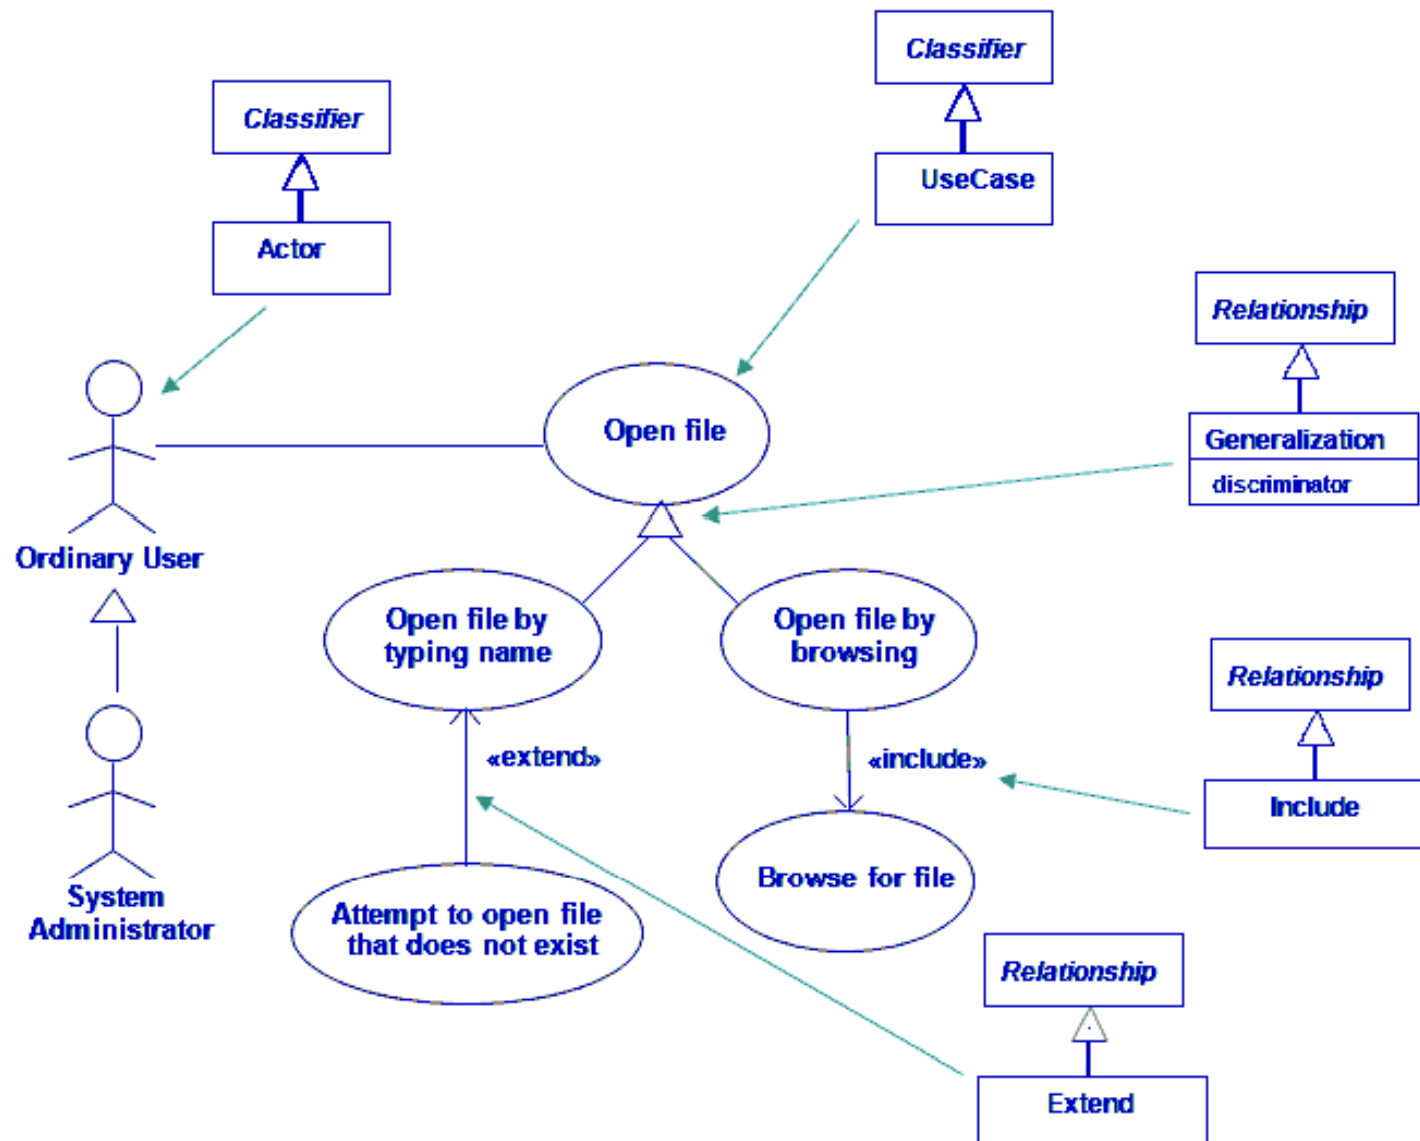 Classifier
UseCase
Classifier
Actor
Relationship
Generalization
discriminator
Open file
Ordinary User
Open file by
typing name
Open file by
browsing
Relationship
Include
«extend»
«include»
System
Administrator
Attempt to open file
that does not exist
Browse for file
Relationship
Extend